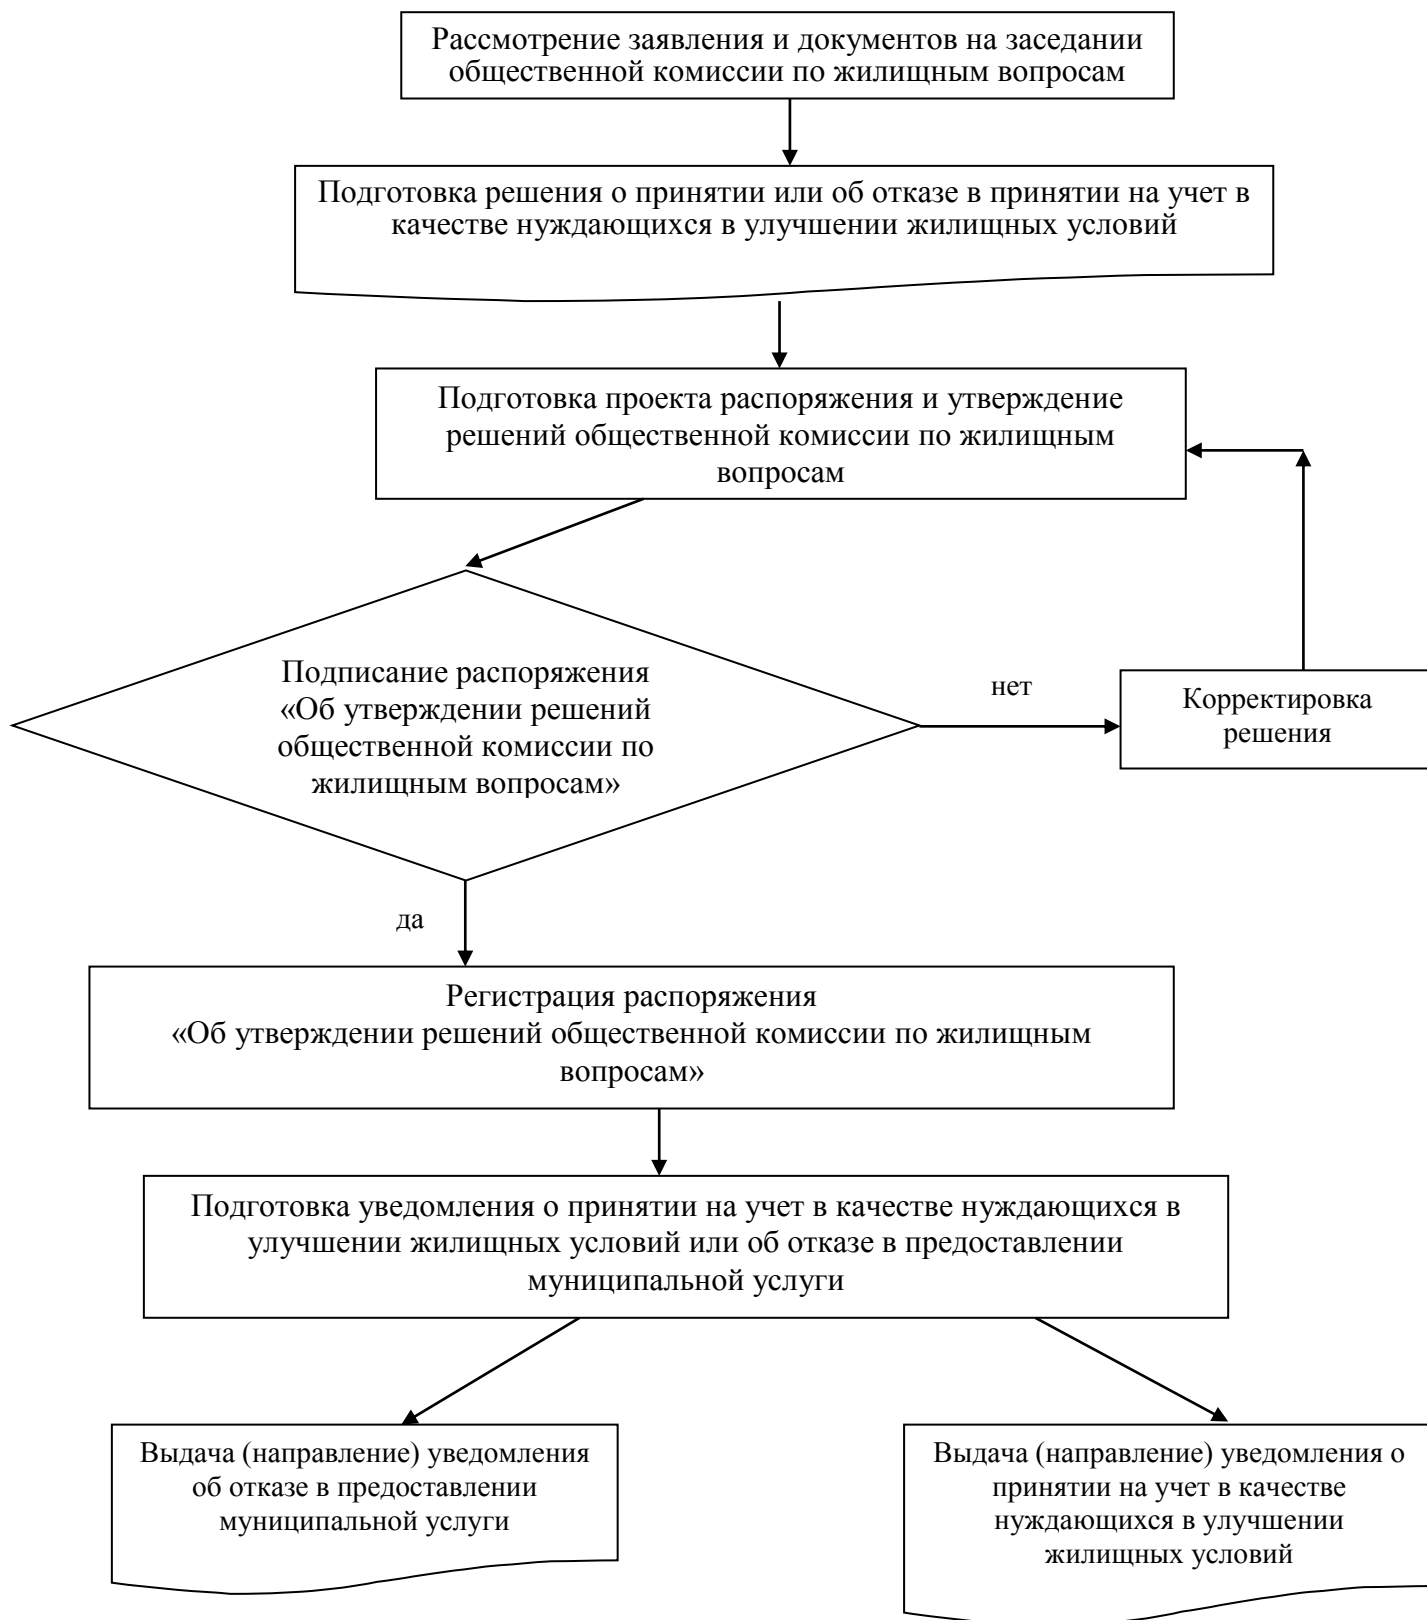 Рассмотрение заявления и документов на заседании
общественной комиссии по жилищным вопросам
Подготовка решения о принятии или об отказе в принятии на учет в
качестве нуждающихся в улучшении жилищных условий
Подготовка проекта распоряжения и утверждение
решений общественной комиссии по жилищным
вопросам
Подписание распоряжения
«Об утверждении решений
общественной комиссии по
жилищным вопросам»
нет
Корректировка
решения
да
Регистрация распоряжения
«Об утверждении решений общественной комиссии по жилищным
вопросам»
Подготовка уведомления о принятии на учет в качестве нуждающихся в
улучшении жилищных условий или об отказе в предоставлении
муниципальной услуги
Выдача (направление) уведомления
об отказе в предоставлении
муниципальной услуги
Выдача (направление) уведомления о
принятии на учет в качестве
нуждающихся в улучшении
жилищных условий